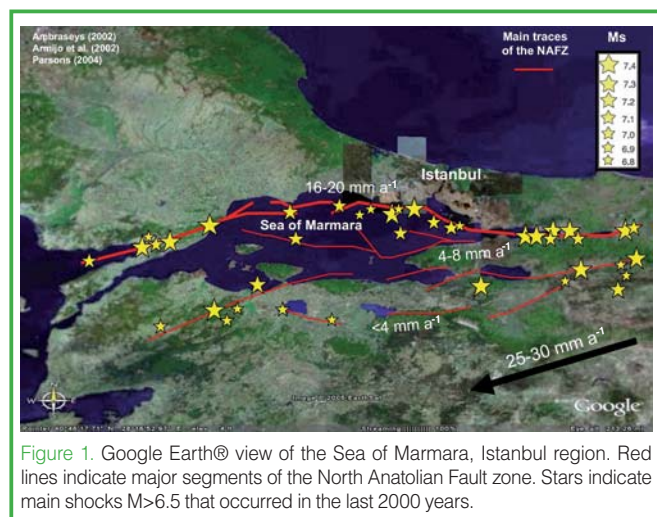 Ambraseys (2002)
Armijo et al. (2002)
Parsons (2004)
Main traces
of the NAFZ
Ms
7.4
7.3
7.2
7.1
7.0
6.9
6.8
Istanbul
16-20 mm a-1
Sea of Marmara
4-8 mm a-1
<4 mm a-1
25-30 mm a-1
N
W
E
S
Google
Figure 1. Google Earth® view of the Sea of Marmara, Istanbul region. Red
lines indicate major segments of the North Anatolian Fault zone. Stars indicate
main shocks M>6.5 that occurred in the last 2000 years.